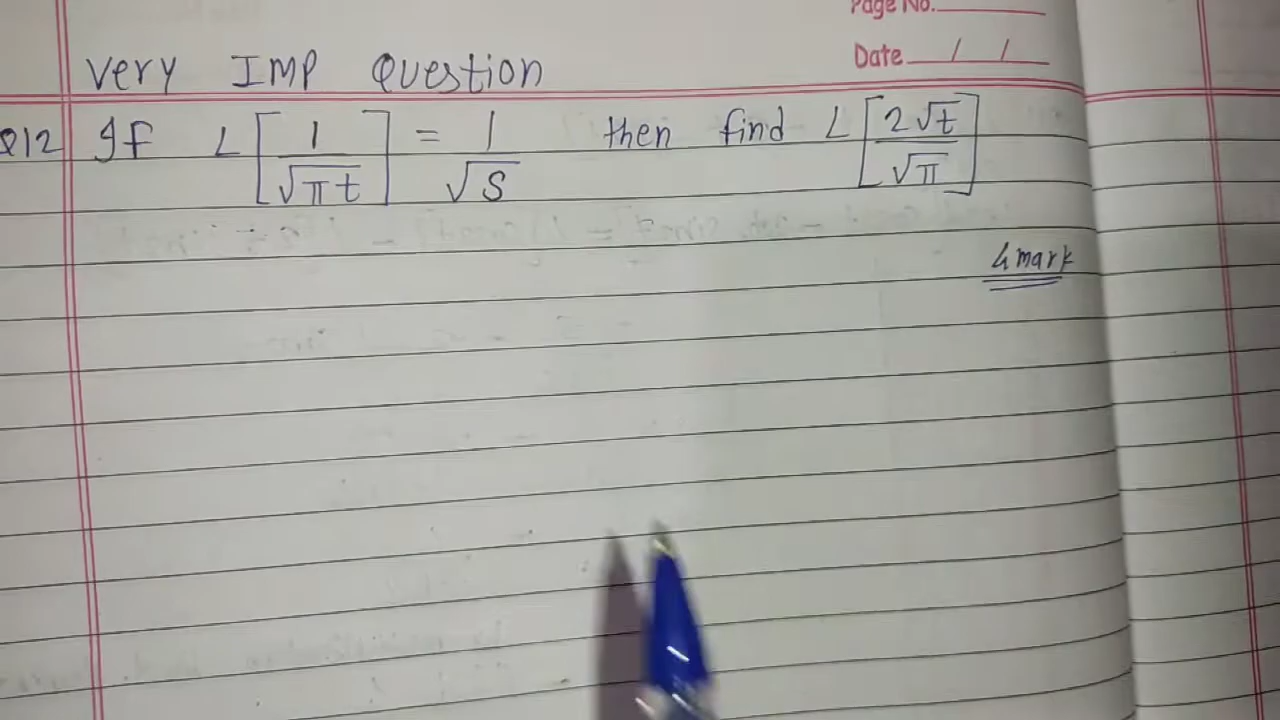 Page No.
Date / /
Very Imp Question
Q12 If L [1/√πt] = 1/√S then find L [2√t/√π]
4 mark